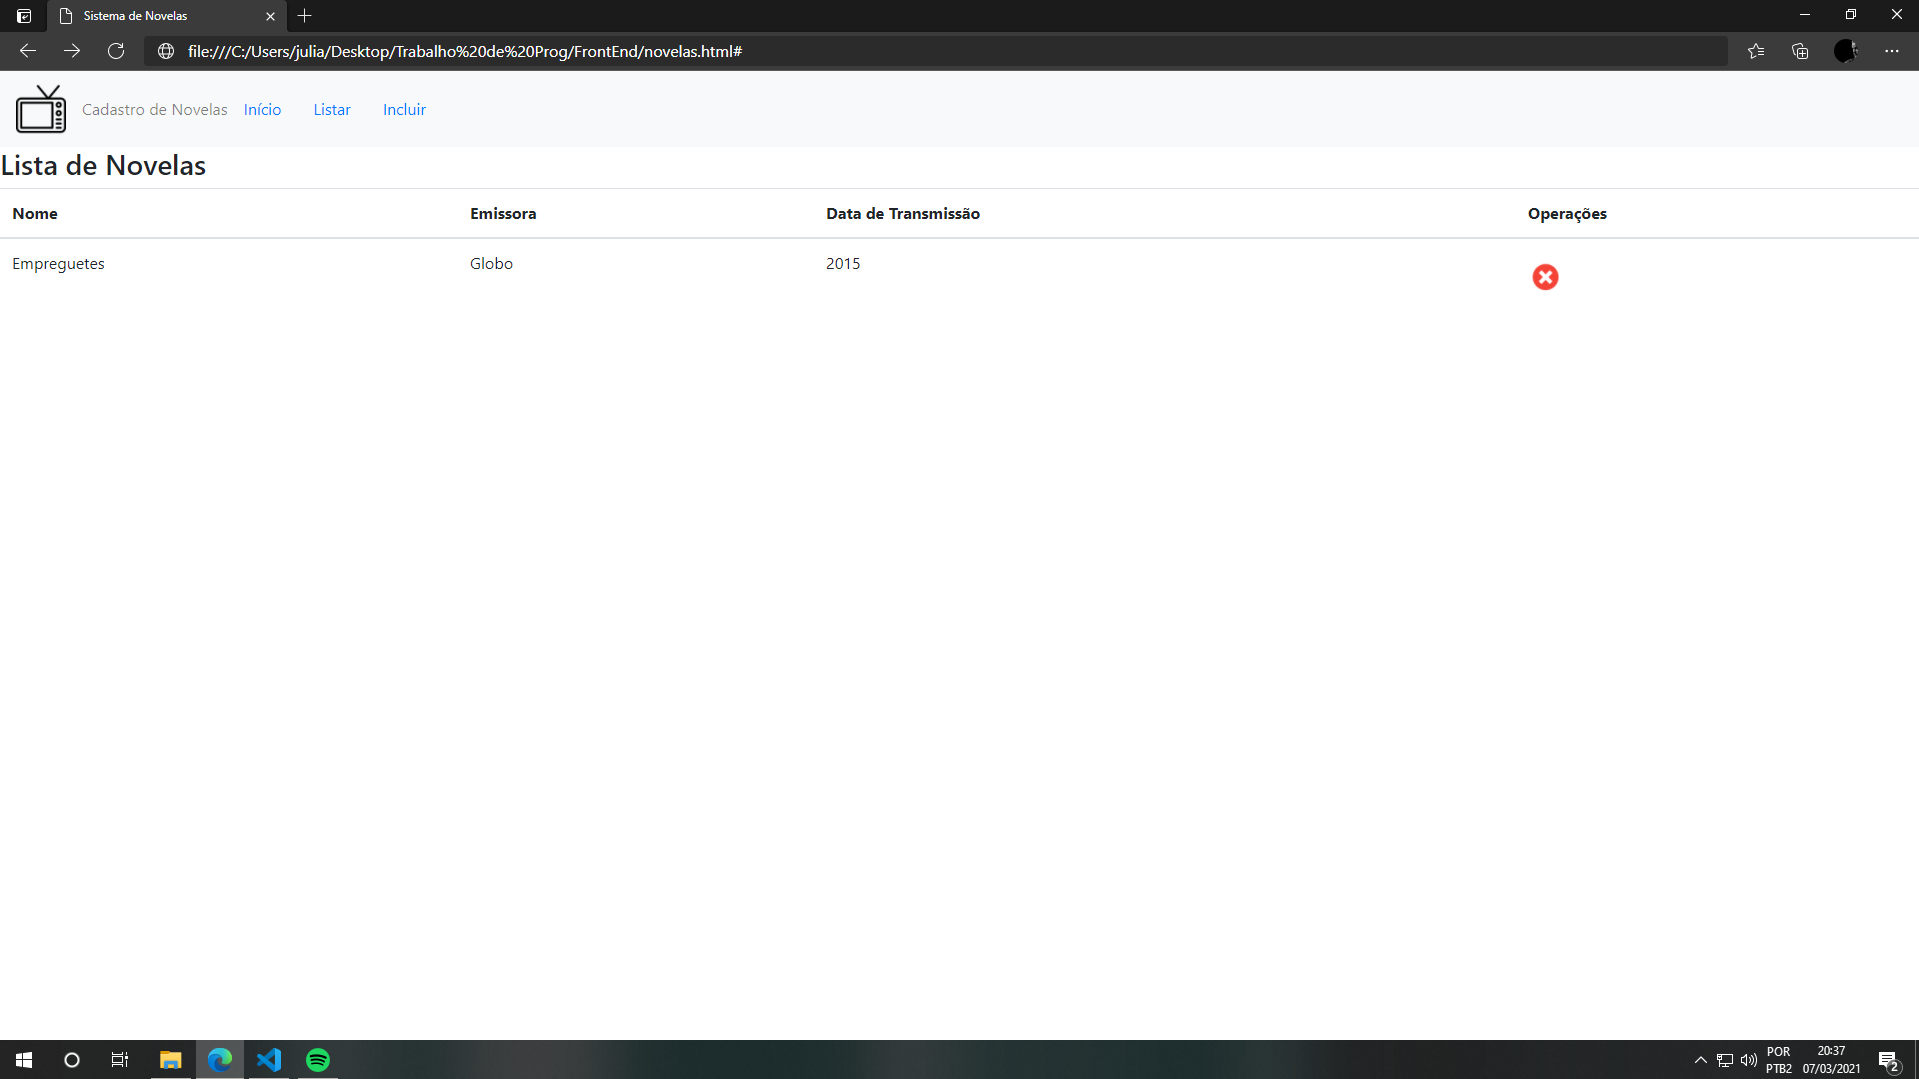 Sistema de Novelas
file:///C:/Users/julia/Desktop/Trabalho%20de%20Prog/FrontEnd/novelas.html#
Cadastro de Novelas Início Listar Incluir
Lista de Novelas
Nome Emissora Data de Transmissão Operações
Empreguetes Globo 2015
POR 20:37
PTB2 07/03/2021 2